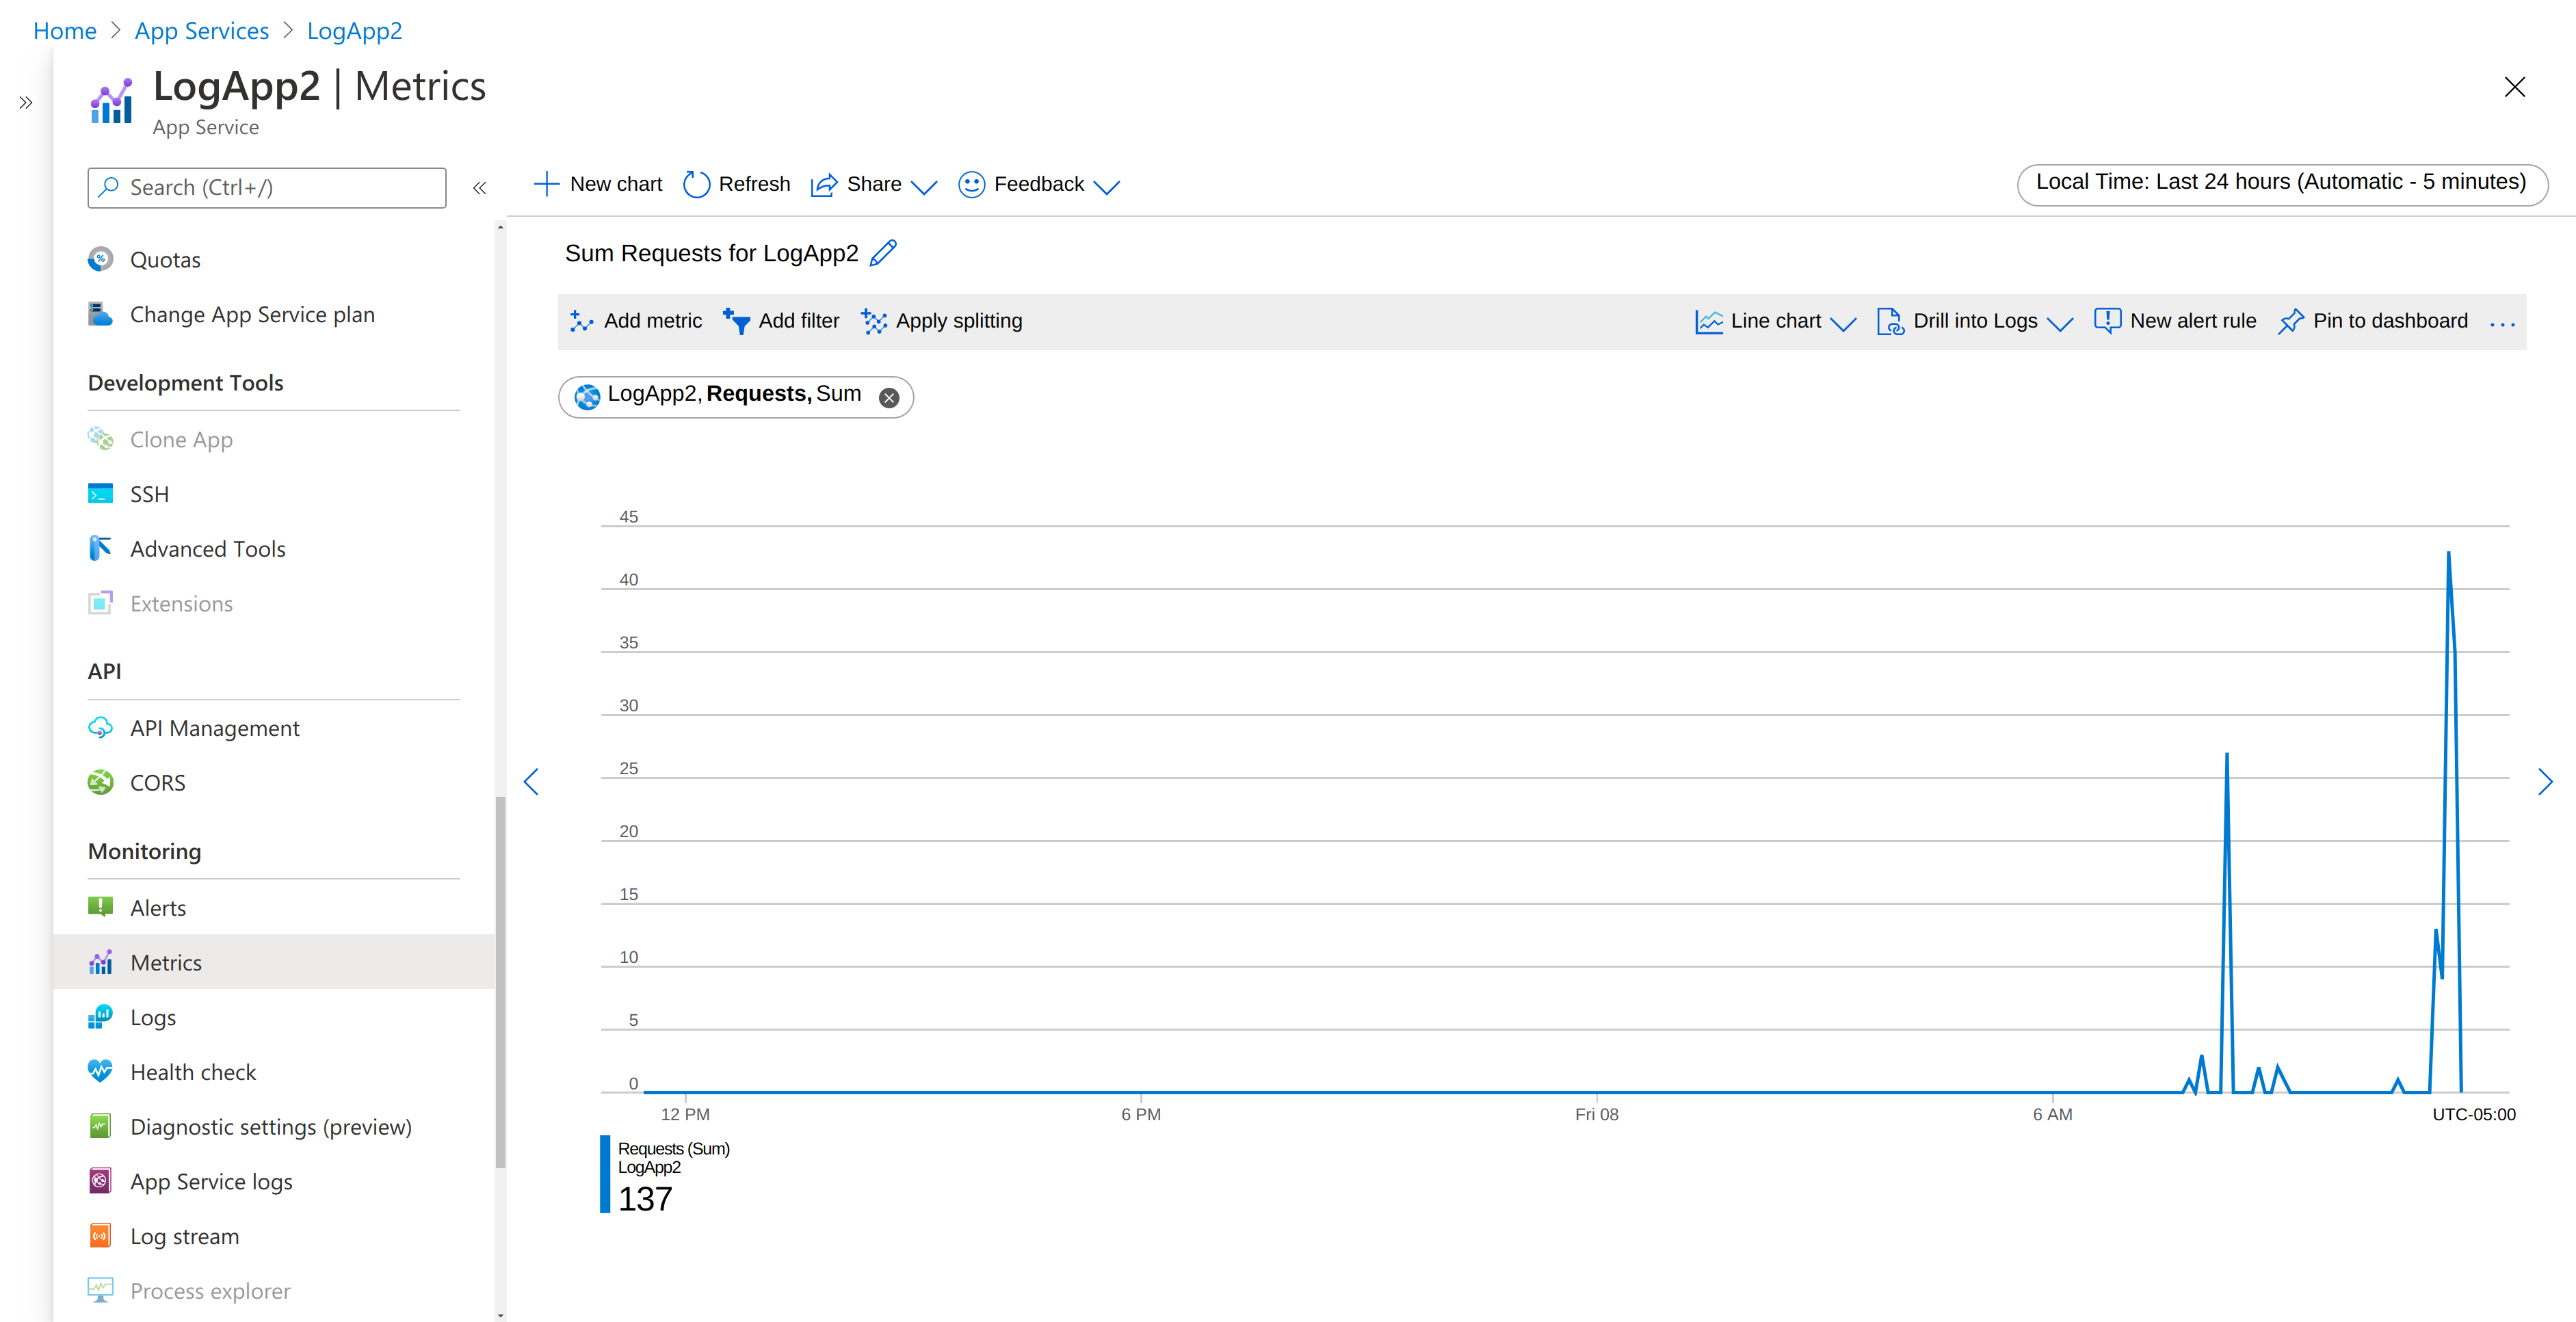 Home > App Services > LogApp2
LogApp2 | Metrics
App Service
Search (Ctrl+/)
Quotas
Change App Service plan
Development Tools
Clone App
SSH
Advanced Tools
Extensions
API
API Management
CORS
Monitoring
Alerts
Metrics
Logs
Health check
Diagnostic settings (preview)
App Service logs
Log stream
Process explorer
New chart Refresh Share Feedback
Local Time: Last 24 hours (Automatic - 5 minutes)
Sum Requests for LogApp2
Add metric Add filter Apply splitting Line chart Drill into Logs New alert rule Pin to dashboard ...
LogApp2, Requests, Sum
45
40
35
30
25
20
15
10
5
0
12 PM 6 PM Fri 08 6 AM UTC-05:00
Requests (Sum)
LogApp2
137